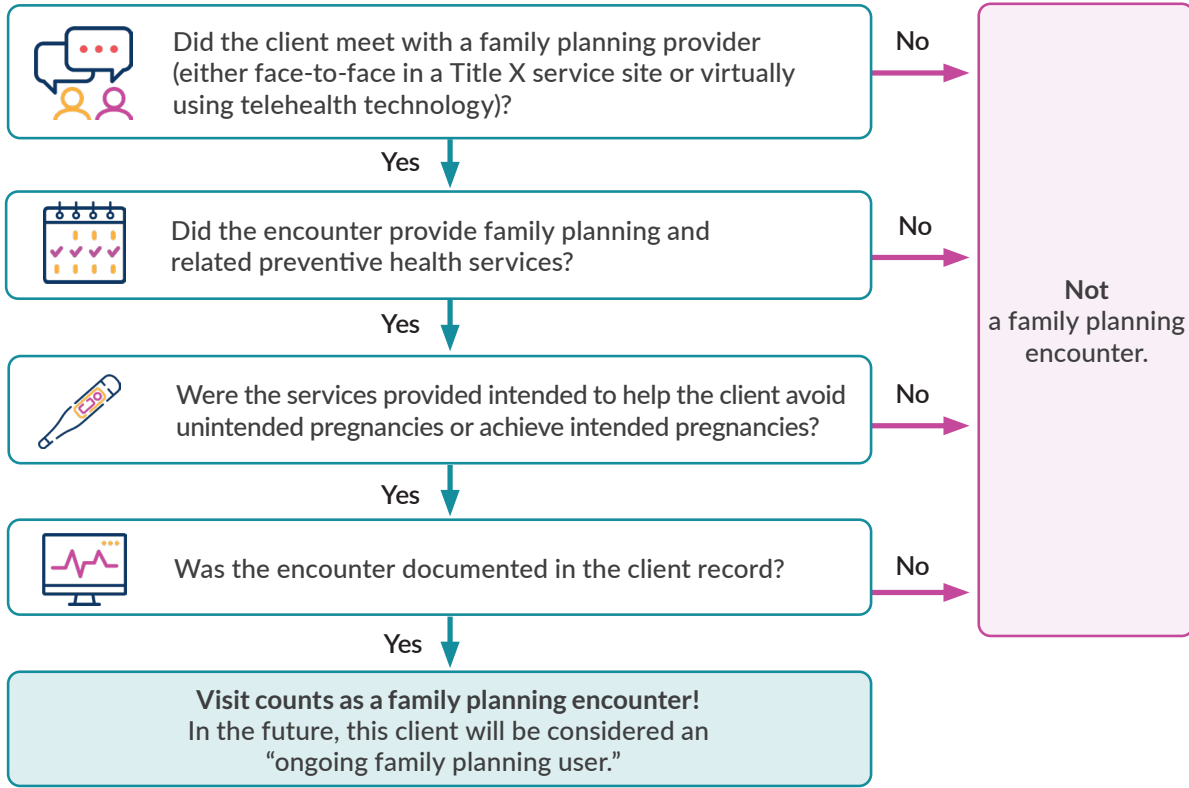 Did the client meet with a family planning provider
(either face-to-face in a Title X service site or virtually
using telehealth technology)?
No
Yes
Did the encounter provide family planning and
related preventive health services?
No
Yes
Were the services provided intended to help the client avoid
unintended pregnancies or achieve intended pregnancies?
No
Yes
Was the encounter documented in the client record?
No
Yes
Visit counts as a family planning encounter!
In the future, this client will be considered an
“ongoing family planning user.”
Not
a family planning
encounter.